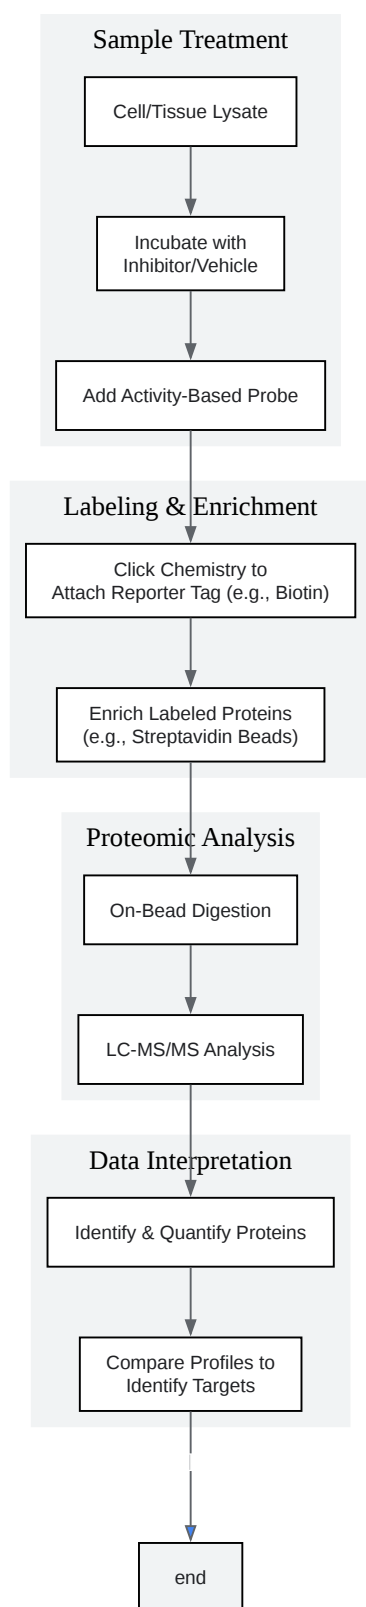 Sample Treatment
Cell/Tissue Lysate
Incubate with
Inhibitor/Vehicle
Add Activity-Based Probe
Labeling & Enrichment
Click Chemistry to
Attach Reporter Tag (e.g., Biotin)
Enrich Labeled Proteins
(e.g., Streptavidin Beads)
Proteomic Analysis
On-Bead Digestion
LC-MS/MS Analysis
Data Interpretation
Identify & Quantify Proteins
Compare Profiles to
Identify Targets
end